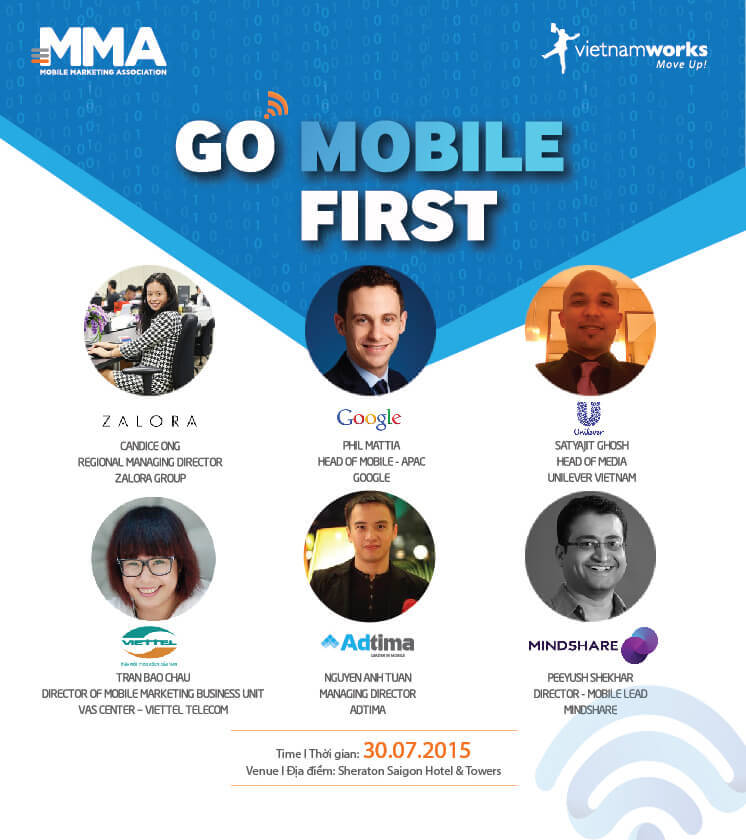 MMA
MOBILE MARKETING ASSOCIATION
vietnamworks
Move Up!
GO MOBILE
FIRST
ZALORA
CANDICE ONG
REGIONAL MANAGING DIRECTOR
ZALORA GROUP
Google
PHIL MATTIA
HEAD OF MOBILE - APAC
GOOGLE
Unilever
SATYAJIT GHOSH
HEAD OF MEDIA
UNILEVER VIETNAM
VIETTEL
TRAN BAO CHAU
DIRECTOR OF MOBILE MARKETING BUSINESS UNIT
VAS CENTER – VIETTEL TELECOM
Adtima
LEADER IN MOBILE
NGUYEN ANH TUAN
MANAGING DIRECTOR
ADTIMA
MINDSHARE
PEEYUSH SHEKHAR
DIRECTOR - MOBILE LEAD
MINDSHARE
Time I Thời gian: 30.07.2015
Venue I Địa điểm: Sheraton Saigon Hotel & Towers